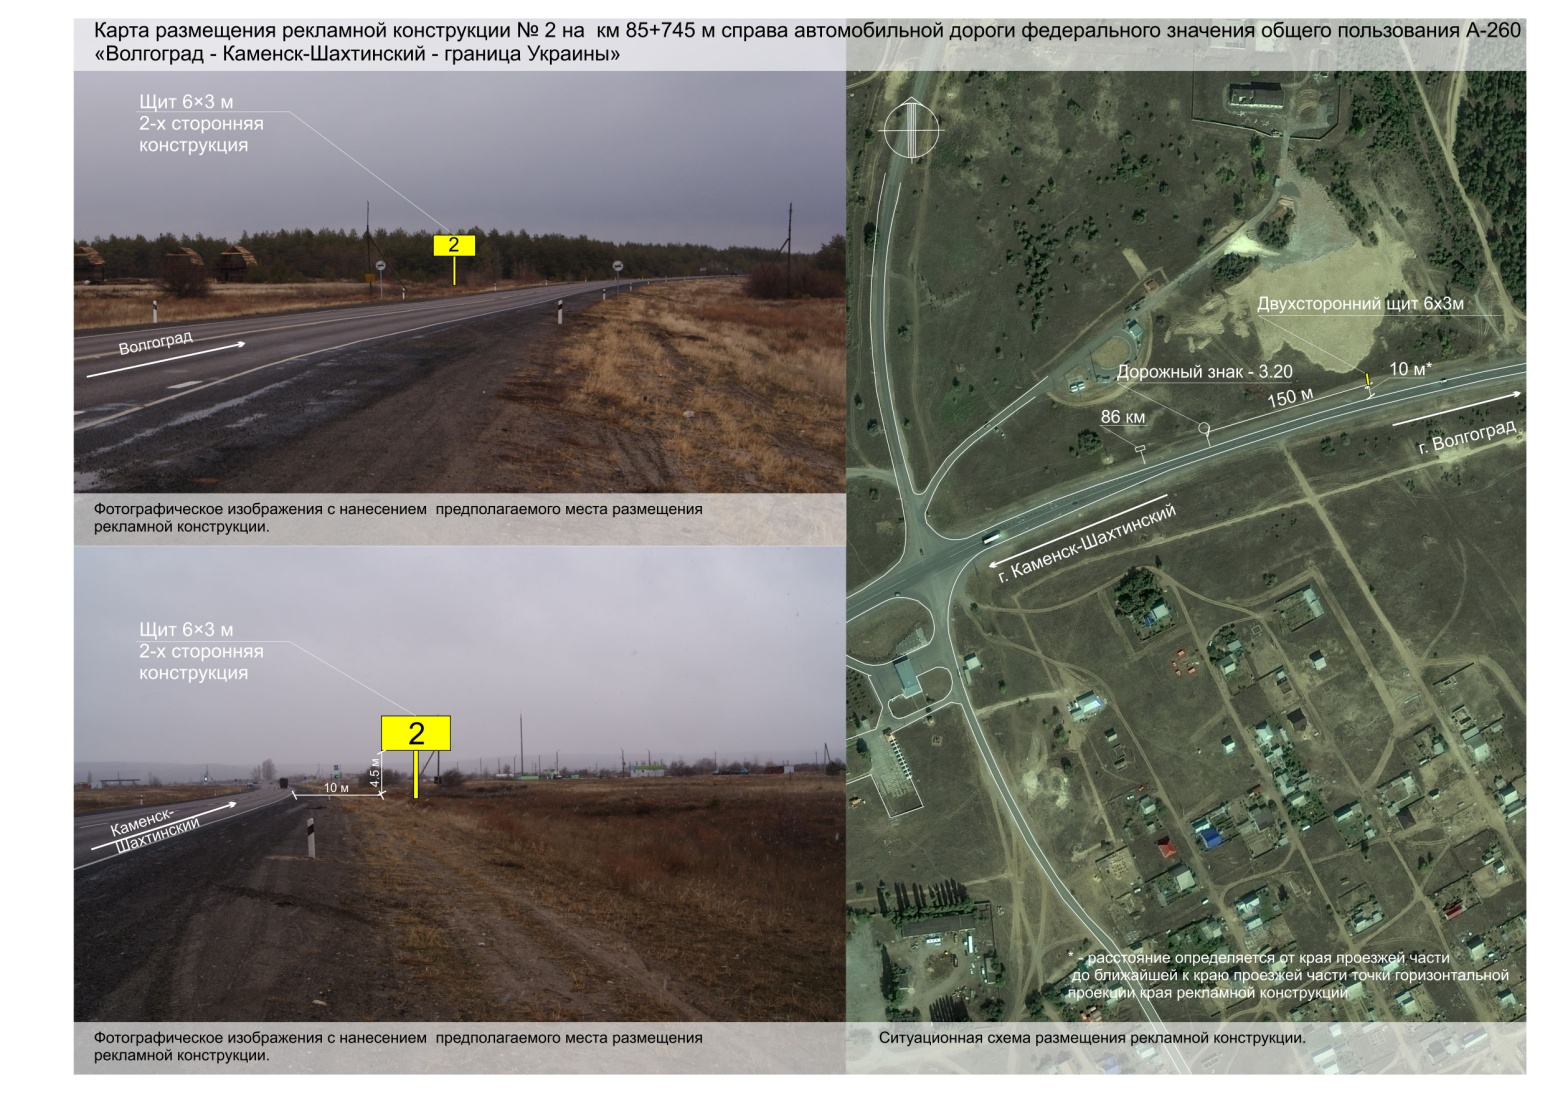 Карта размещения рекламной конструкции № 2 на  км 85+745 м справа автомобильной дороги федерального значения общего пользования А-260
«Волгоград - Каменск-Шахтинский - граница Украины»
Щит 6×3 м
2-х сторонняя
конструкция
2
Волгоград
Фотографическое изображения с нанесением  предполагаемого места размещения
рекламной конструкции.
Щит 6×3 м
2-х сторонняя
конструкция
2
4.5 м
10 м
Каменск-
Шахтинский
Фотографическое изображения с нанесением  предполагаемого места размещения
рекламной конструкции.
Двухсторонний щит 6х3м
Дорожный знак - 3.20
10 м*
150 м
86 км
г. Волгоград
г. Каменск-Шахтинский
* - расстояние определяется от края проезжей части
до ближайшей к краю проезжей части точки горизонтальной
проекции края рекламной конструкции
Ситуационная схема размещения рекламной конструкции.